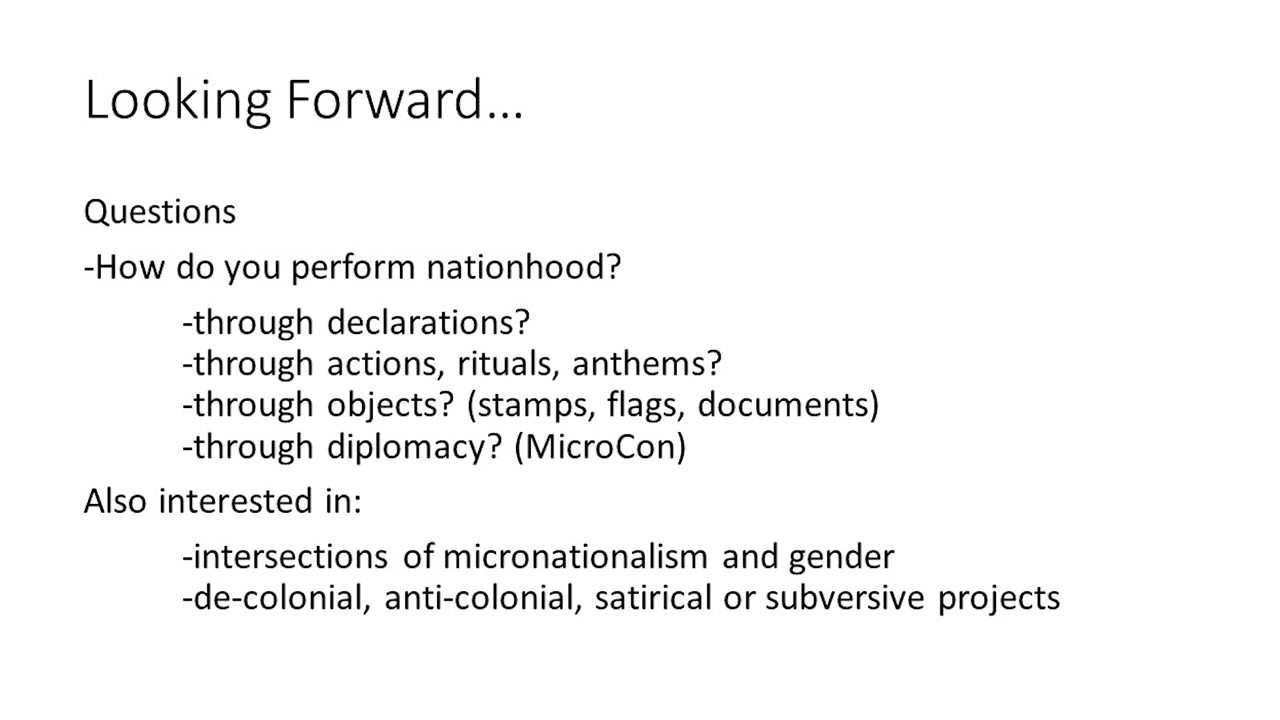 Looking Forward...
Questions
-How do you perform nationhood?
-through declarations?
-through actions, rituals, anthems?
-through objects? (stamps, flags, documents)
-through diplomacy? (MicroCon)
Also interested in:
-intersections of micronationalism and gender
-de-colonial, anti-colonial, satirical or subversive projects